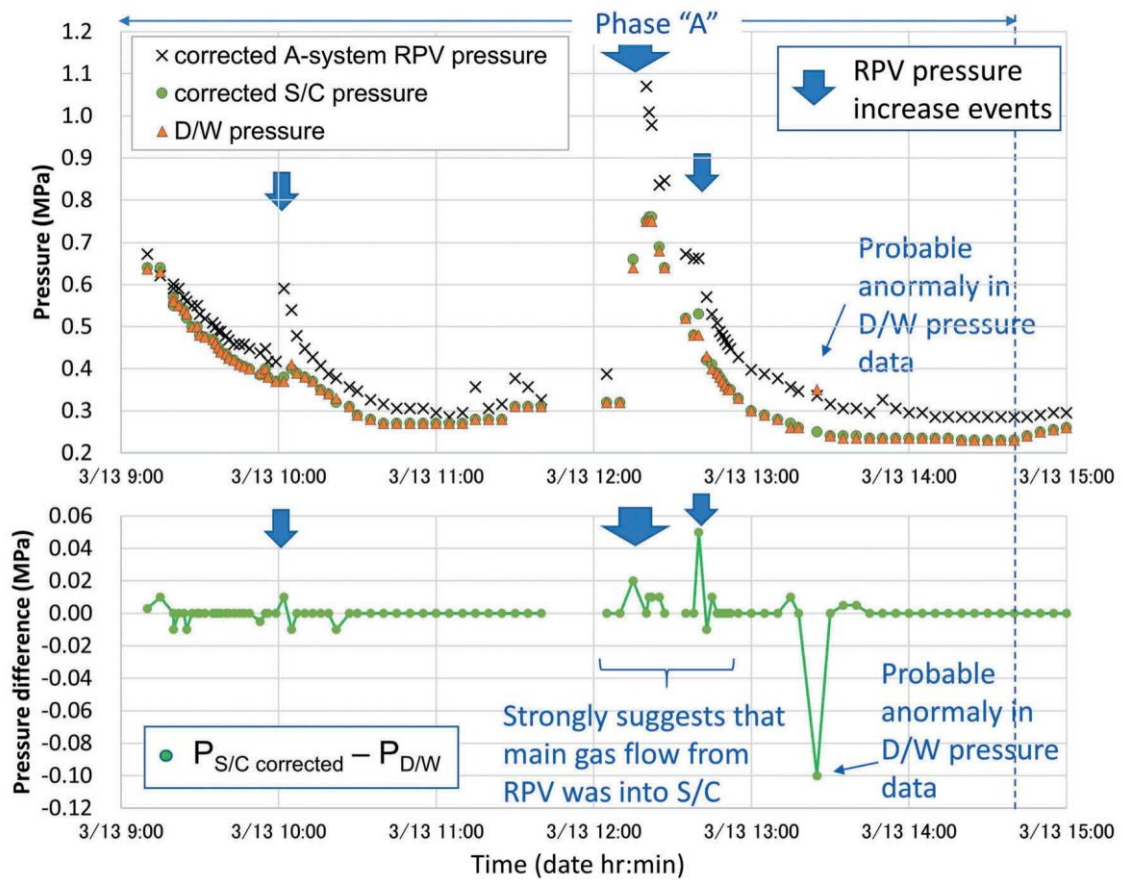 Phase “A”
1.2
1.1
1.0
0.9
0.8
0.7
0.6
0.5
0.4
0.3
0.2
Pressure (MPa)
× corrected A-system RPV pressure
corrected S/C pressure
D/W pressure
RPV pressure
increase events
Probable
anormaly in
D/W pressure
data
3/13 9:00
3/13 10:00
3/13 11:00
3/13 12:00
3/13 13:00
3/13 14:00
3/13 15:00
0.06
0.04
0.02
0.00
-0.02
-0.04
-0.06
-0.08
-0.10
-0.12
Pressure difference (MPa)
P S/C corrected – P D/W
Strongly suggests that
main gas flow from
RPV was into S/C
Probable
anormaly in
D/W pressure
data
3/13 9:00
3/13 10:00
3/13 11:00
3/13 12:00
3/13 13:00
3/13 14:00
3/13 15:00
Time (date hr:min)